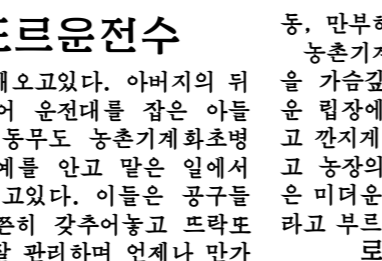 또르운전수
해오고있다. 아버지의 뒤
어 운전대를 잡은 아들
동무도 농촌기계화초병
예를 안고 맡은 일에서
고있다. 이들은 공구들
쯘히 갖추어놓고 뜨락또
잘 관리하며 언제나 만가
동, 만부하
농촌기계
을 가슴깊
운 립장에
고 깐지게
고 농장의
은 미더운
라고 부르
로